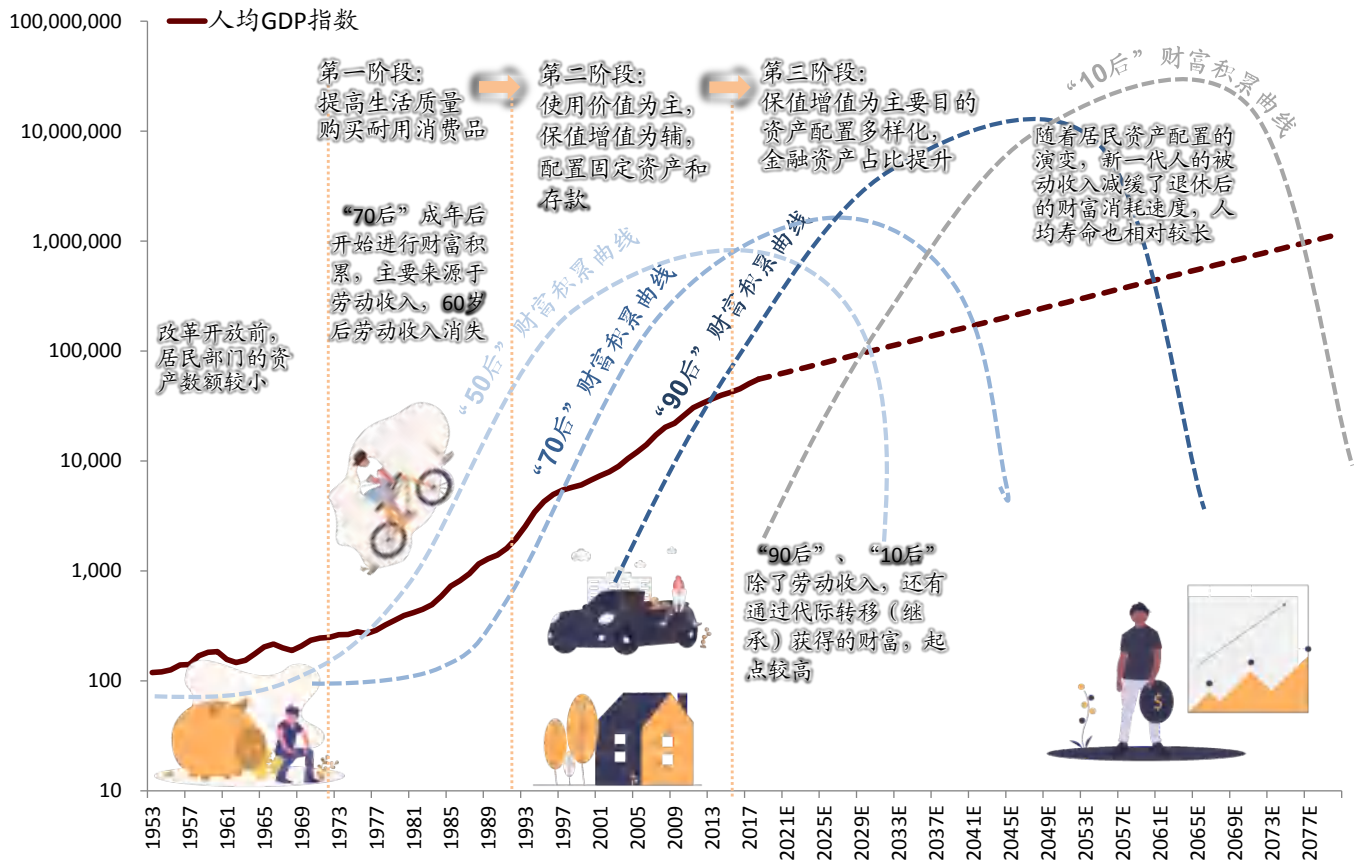 人均GDP指数
100,000,000
10,000,000
1,000,000
100,000
10,000
1,000
100
10
改革开放前，
居民部门的资
产数额较小
第一阶段：
提高生活质量
购买耐用消费品
“70后”成年后
开始进行财富积
累，主要来源于
劳动收入，60岁
后劳动收入消失
第二阶段：
使用价值为主，
保值增值为辅，
配置固定资产和
存款
第三阶段：
保值增值为主要目的
资产配置多样化，
金融资产占比提升
随着居民资产配置的
演变，新一代人的被
动收入减缓了退休后
的财富消耗速度，人
均寿命也相对较长
“50后”财富积累曲线
“70后”财富积累曲线
“90后”财富积累曲线
“10后”财富积累曲线
“90后”、“10后”
除了劳动收入，还有
通过代际转移（继
承）获得的财富，起
点较高
$
1953
1957
1961
1965
1969
1973
1977
1981
1985
1989
1993
1997
2001
2005
2009
2013
2017
2021E
2025E
2029E
2033E
2037E
2041E
2045E
2049E
2053E
2057E
2061E
2065E
2069E
2073E
2077E